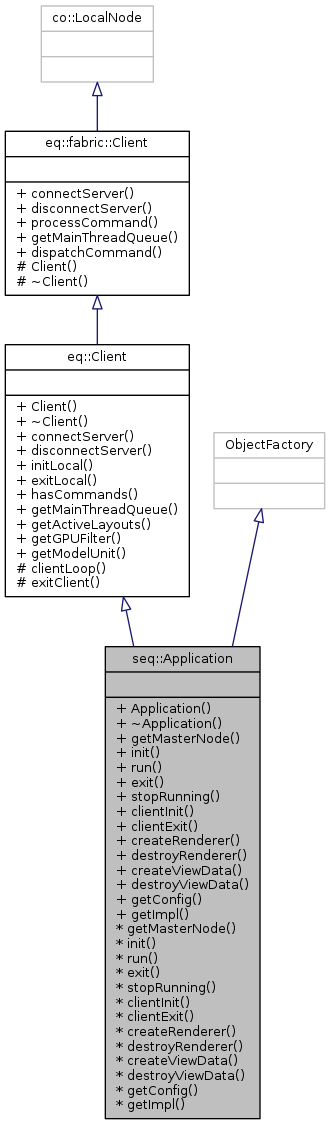 co::LocalNode
eq::fabric::Client
+ connectServer()
+ disconnectServer()
+ processCommand()
+ getMainThreadQueue()
+ dispatchCommand()
# Client()
# ~Client()
eq::Client
+ Client()
+ ~Client()
+ connectServer()
+ disconnectServer()
+ initLocal()
+ exitLocal()
+ hasCommands()
+ getMainThreadQueue()
+ getActiveLayouts()
+ getGPUFilter()
+ getModelUnit()
# clientLoop()
# exitClient()
ObjectFactory
seq::Application
+ Application()
+ ~Application()
+ getMasterNode()
+ init()
+ run()
+ exit()
+ stopRunning()
+ clientInit()
+ clientExit()
+ createRenderer()
+ destroyRenderer()
+ createViewData()
+ destroyViewData()
+ getConfig()
+ getImpl()
* getMasterNode()
* init()
* run()
* exit()
* stopRunning()
* clientInit()
* clientExit()
* createRenderer()
* destroyRenderer()
* createViewData()
* destroyViewData()
* getConfig()
* getImpl()